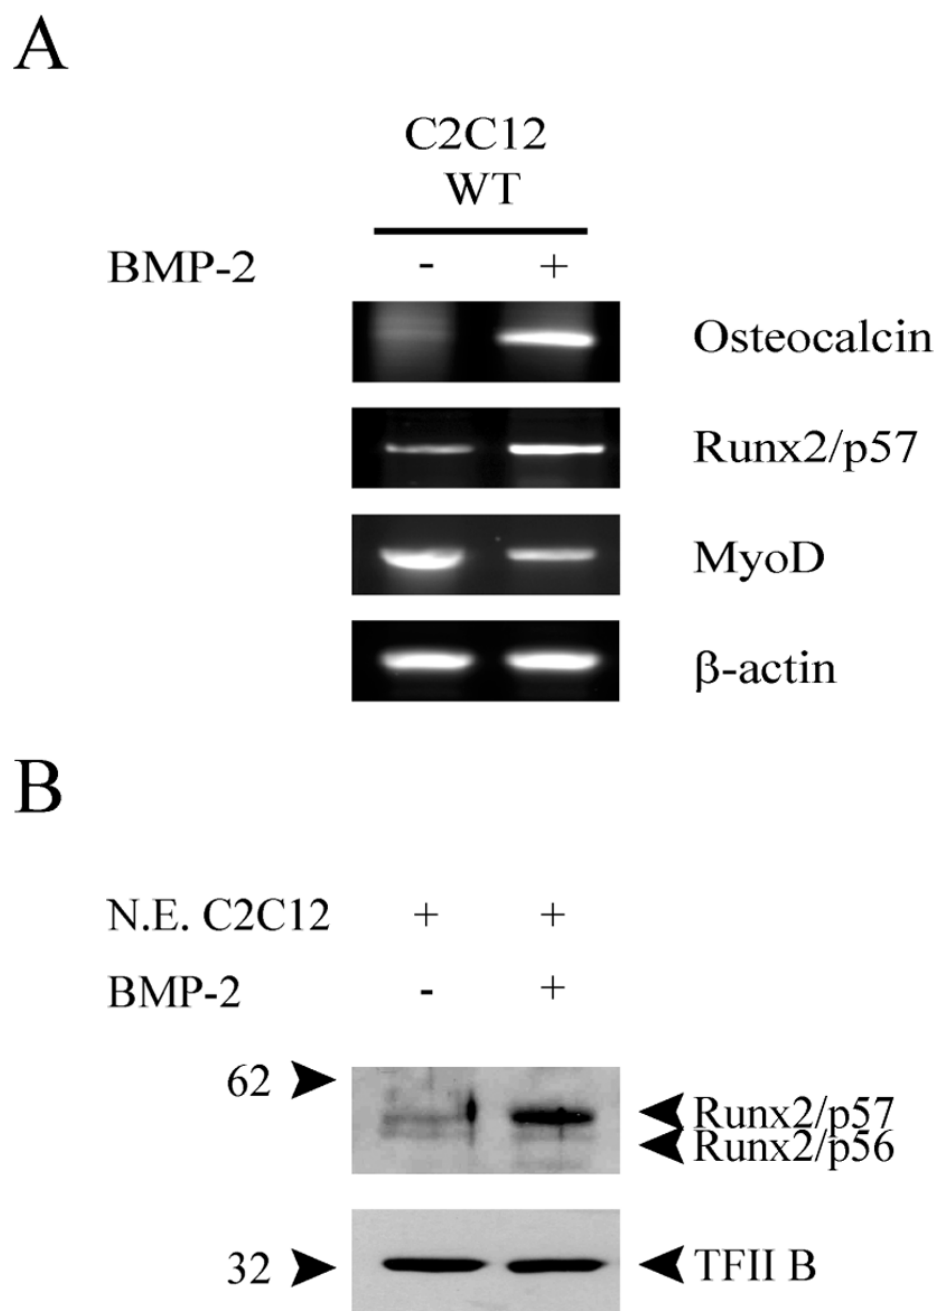 A
C2C12
WT
BMP-2 - +
Osteocalcin
Runx2/p57
MyoD
β-actin
B
N.E. C2C12 + +
BMP-2 - +
62
Runx2/p57
Runx2/p56
32
TFII B